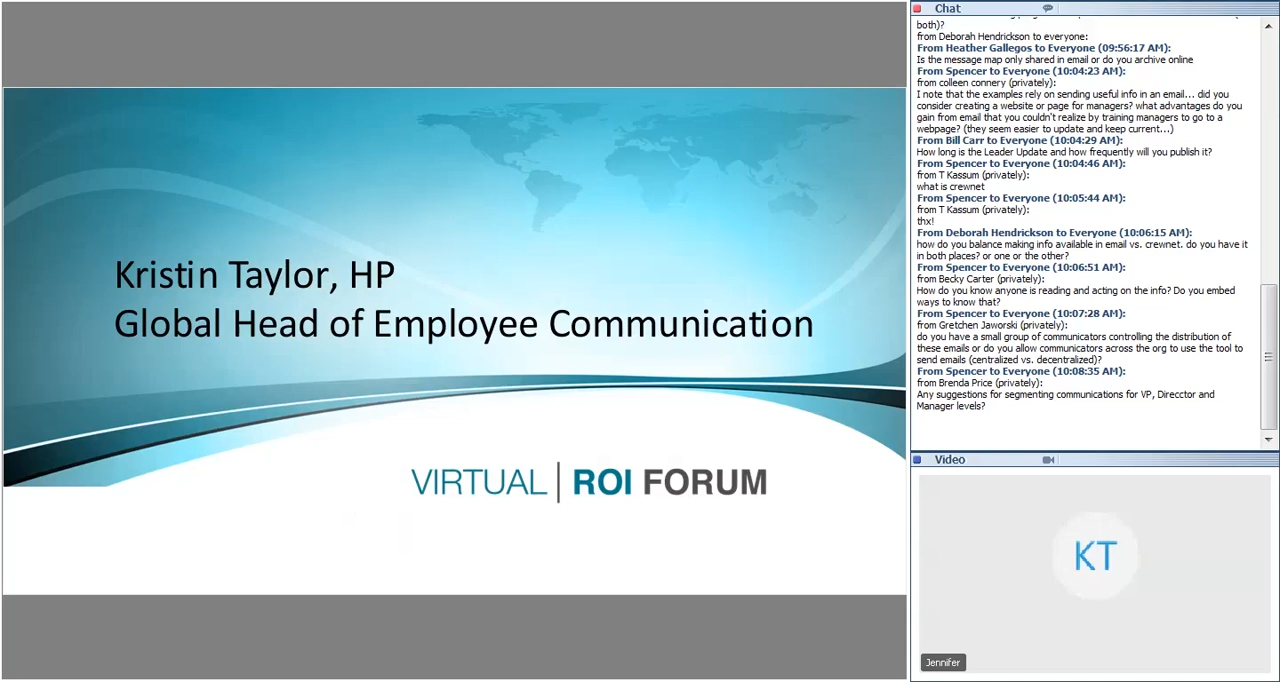 Kristin Taylor, HP
Global Head of Employee Communication
VIRTUAL | ROI FORUM
Chat
both)?
from Deborah Hendrickson to everyone:
From Heather Gallegos to Everyone (09:56:17 AM):
Is the message map only shared in email or do you archive online
From Spencer to Everyone (10:04:23 AM):
from colleen connery (privately):
I note that the examples rely on sending useful info in an email... did you
consider creating a website or page for managers? what advantages do you
gain from email that you couldn't realize by training managers to go to a
webpage? (they seem easier to update and keep current...)
From Bill Carr to Everyone (10:04:29 AM):
How long is the Leader Update and how frequently will you publish it?
From Spencer to Everyone (10:04:46 AM):
from T Kassum (privately):
what is crewnet
From Spencer to Everyone (10:05:44 AM):
from T Kassum (privately):
thx!
From Deborah Hendrickson to Everyone (10:06:15 AM):
how do you balance making info available in email vs. crewnet. do you have it
in both places? or one or the other?
From Spencer to Everyone (10:06:51 AM):
from Becky Carter (privately):
How do you know anyone is reading and acting on the info? Do you embed
ways to know that?
From Spencer to Everyone (10:07:28 AM):
from Gretchen Jaworski (privately):
do you have a small group of communicators controlling the distribution of
these emails or do you allow communicators across the org to use the tool to
send emails (centralized vs. decentralized)?
From Spencer to Everyone (10:08:35 AM):
from Brenda Price (privately):
Any suggestions for segmenting communications for VP, Direcctor and
Manager levels?
Video
KT
Jennifer